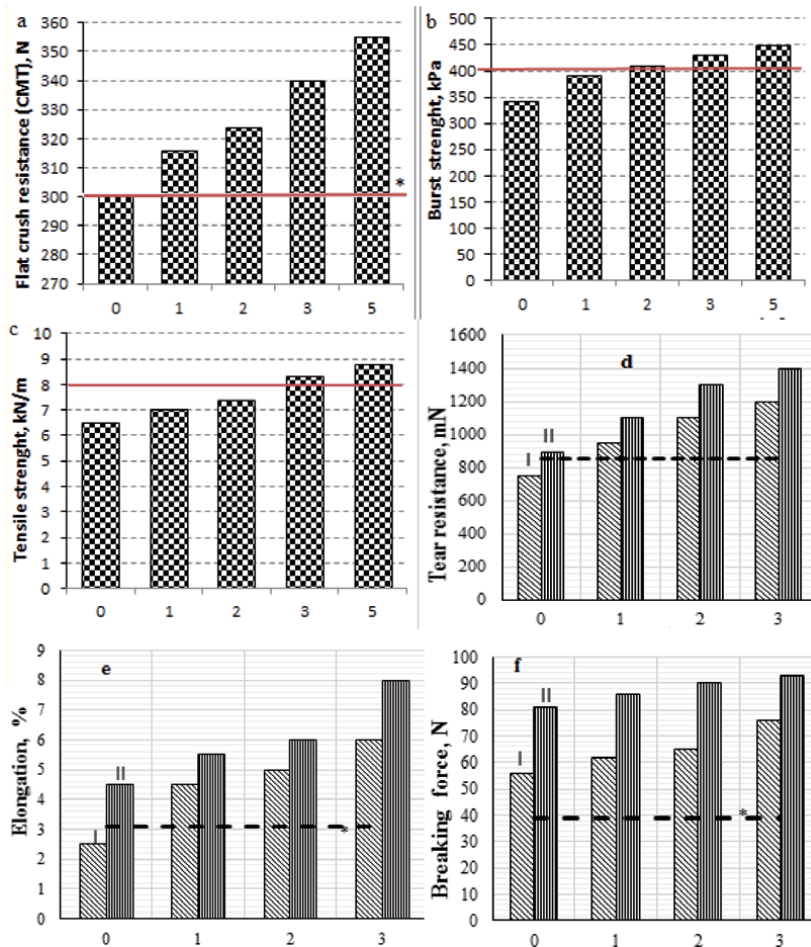 a
Flat crush resistance (CMT), N
360
350
340
330
320
310
300
290
280
270
*
0 1 2 3 5
b
Burst strenght, kPa
500
450
400
350
300
250
200
150
100
50
0
0 1 2 3 5
c
Tensile strenght, kN/m
10
9
8
7
6
5
4
3
2
1
0
0 1 2 3 5
d
Tear resistance, mN
1600
1400
1200
1000
800
600
400
200
0
I
II
0 1 2 3
e
Elongation, %
9
8
7
6
5
4
3
2
1
0
I
II
*
0 1 2 3
f
Breaking force, N
100
90
80
70
60
50
40
30
20
10
0
I
II
*
0 1 2 3